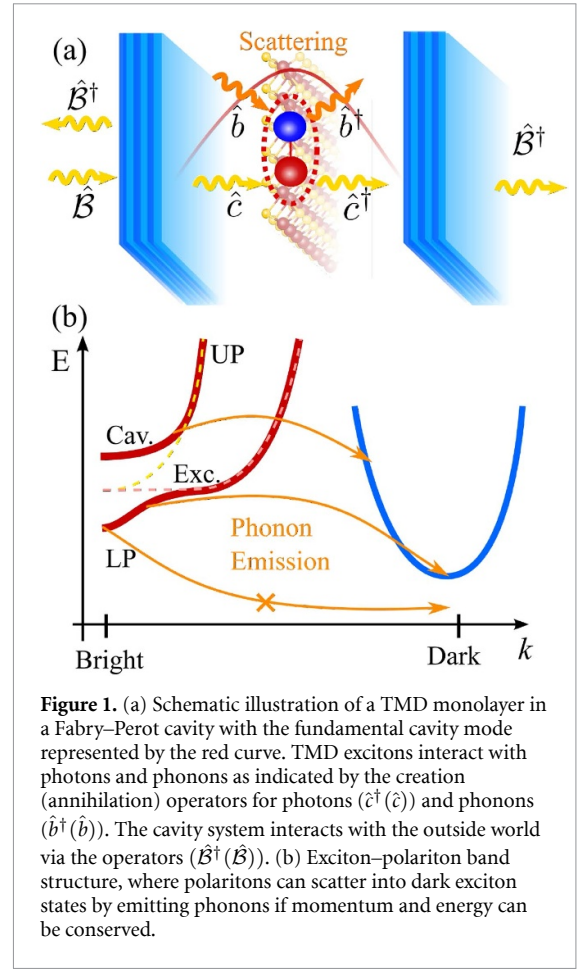 (a)
Scattering
ℬ̂†
b̂
b̂†
ℬ̂†
ℬ̂
ĉ
ĉ†
(b)
E
UP
Cav.
Exc.
Phonon
Emission
LP
Bright
Dark
k
Figure 1. (a) Schematic illustration of a TMD monolayer in
a Fabry–Perot cavity with the fundamental cavity mode
represented by the red curve. TMD excitons interact with
photons and phonons as indicated by the creation
(annihilation) operators for photons (ĉ†(ĉ)) and phonons
(b̂†(b̂)). The cavity system interacts with the outside world
via the operators (ℬ̂†(ℬ̂)). (b) Exciton–polariton band
structure, where polaritons can scatter into dark exciton
states by emitting phonons if momentum and energy can
be conserved.